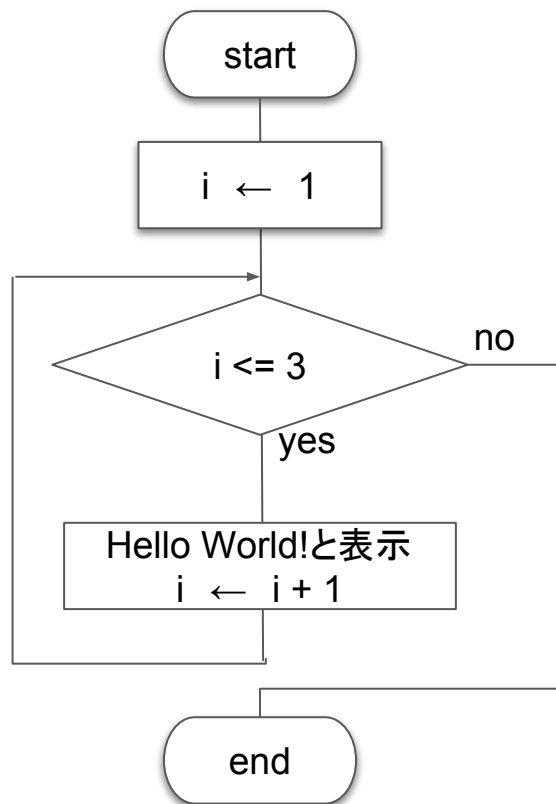 start
i ← 1
i <= 3
no
yes
Hello World!と表示
i ← i + 1
end